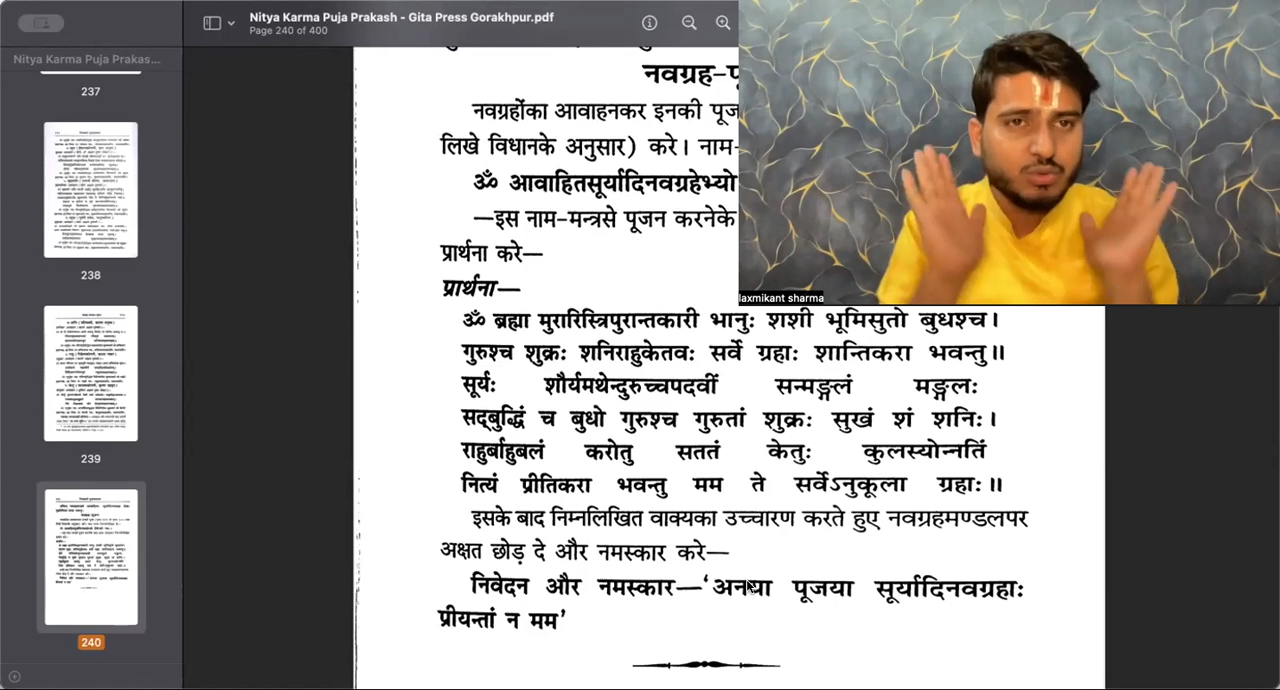 Nitya Karma Puja Prakash - Gita Press Gorakhpur.pdf
Page 240 of 400
Nitya Karma Puja Prakas...
237
238
239
240
नवग्रह-पू
नवग्रहोंका आवाहनकर इनकी पूज
लिखे विधानके अनुसार) करे। नाम-
ॐ आवाहितसूर्यादिनवग्रहेभ्यो
—इस नाम-मन्त्रसे पूजन करनेके
प्रार्थना करे—
प्रार्थना—
ॐ ब्रह्मा मुरारिस्त्रिपुरान्तकारी भानुः शशी भूमिसुतो बुधश्च।
गुरुश्च शुक्रः शनिराहुकेतवः सर्वे ग्रहाः शान्तिकरा भवन्तु॥
सूर्यः शौर्यमथेन्दुरुच्चपदवीं सन्मङ्गलं मङ्गलः
सद्‌बुद्धिं च बुधो गुरुश्च गुरुतां शुक्रः सुखं शं शनिः।
राहुर्बाहुबलं करोतु सततं केतुः कुलस्योन्नतिं
नित्यं प्रीतिकरा भवन्तु मम ते सर्वेऽनुकूला ग्रहाः॥
इसके बाद निम्नलिखित वाक्यका उच्चारण करते हुए नवग्रहमण्डलपर
अक्षत छोड़ दे और नमस्कार करे—
निवेदन और नमस्कार—‘अनया पूजया सूर्यादिनवग्रहाः
प्रीयन्तां न मम’
laxmikant sharma